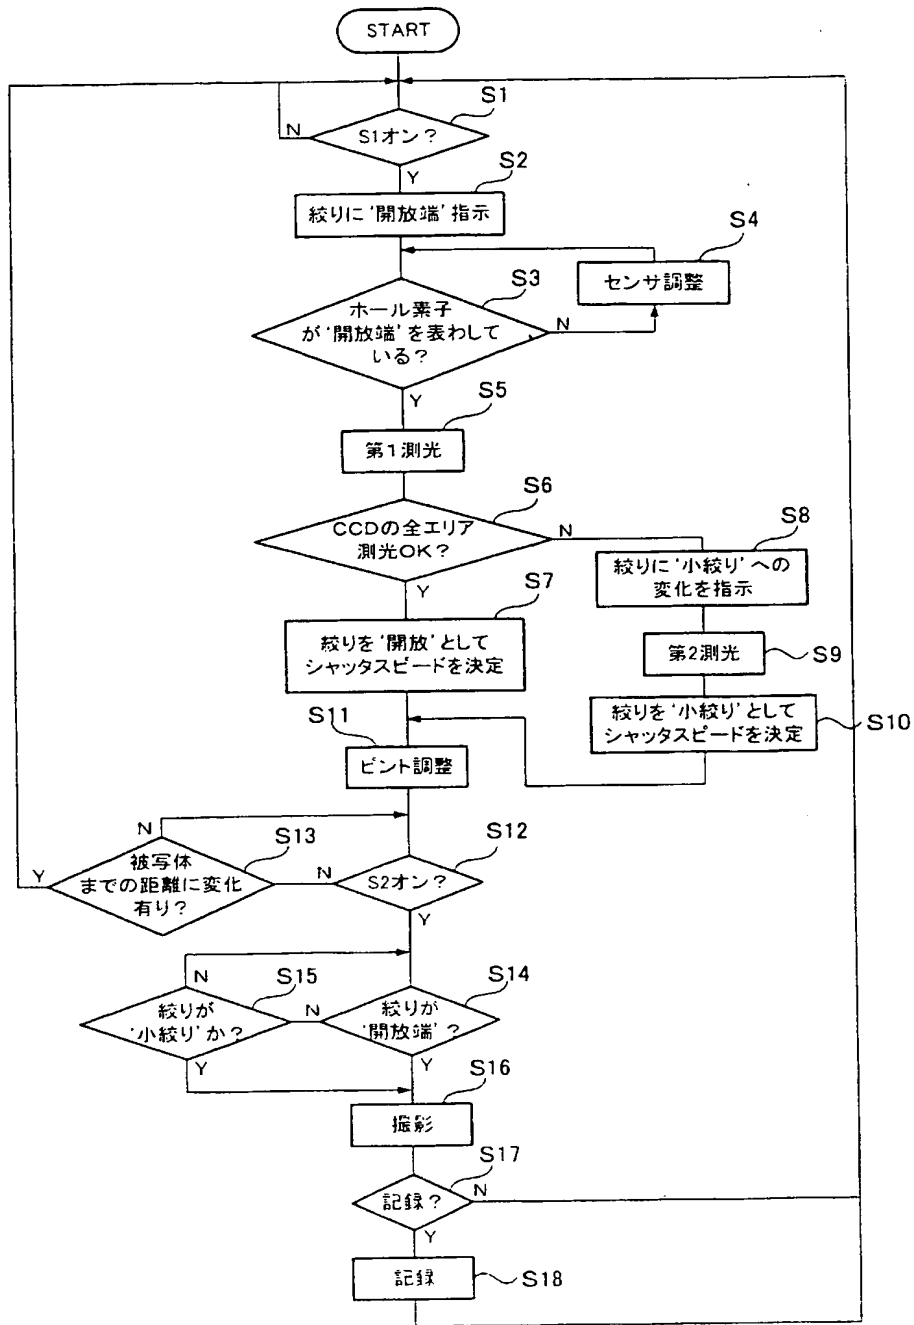 START
S1
S1オン？
N
Y
S2
絞りに‘開放端’指示
S4
センサ調整
S3
ホール素子
が‘開放端’を表わして
いる？
N
Y
S5
第1測光
S6
CCDの全エリア
測光OK？
N
Y
S8
絞りに‘小絞り’への
変化を指示
S7
絞りを‘開放’として
シャッタスピードを決定
第2測光
S9
絞りを‘小絞り’として
シャッタスピードを決定
S10
S11
ピント調整
N
S13
S12
Y
被写体
までの距離に変化
有り？
N
S2オン？
Y
N
S15
S14
絞りが
‘小絞り’か？
N
絞りが
‘開放端’？
Y
Y
S16
撮影
S17
記録？
N
Y
記録
S18